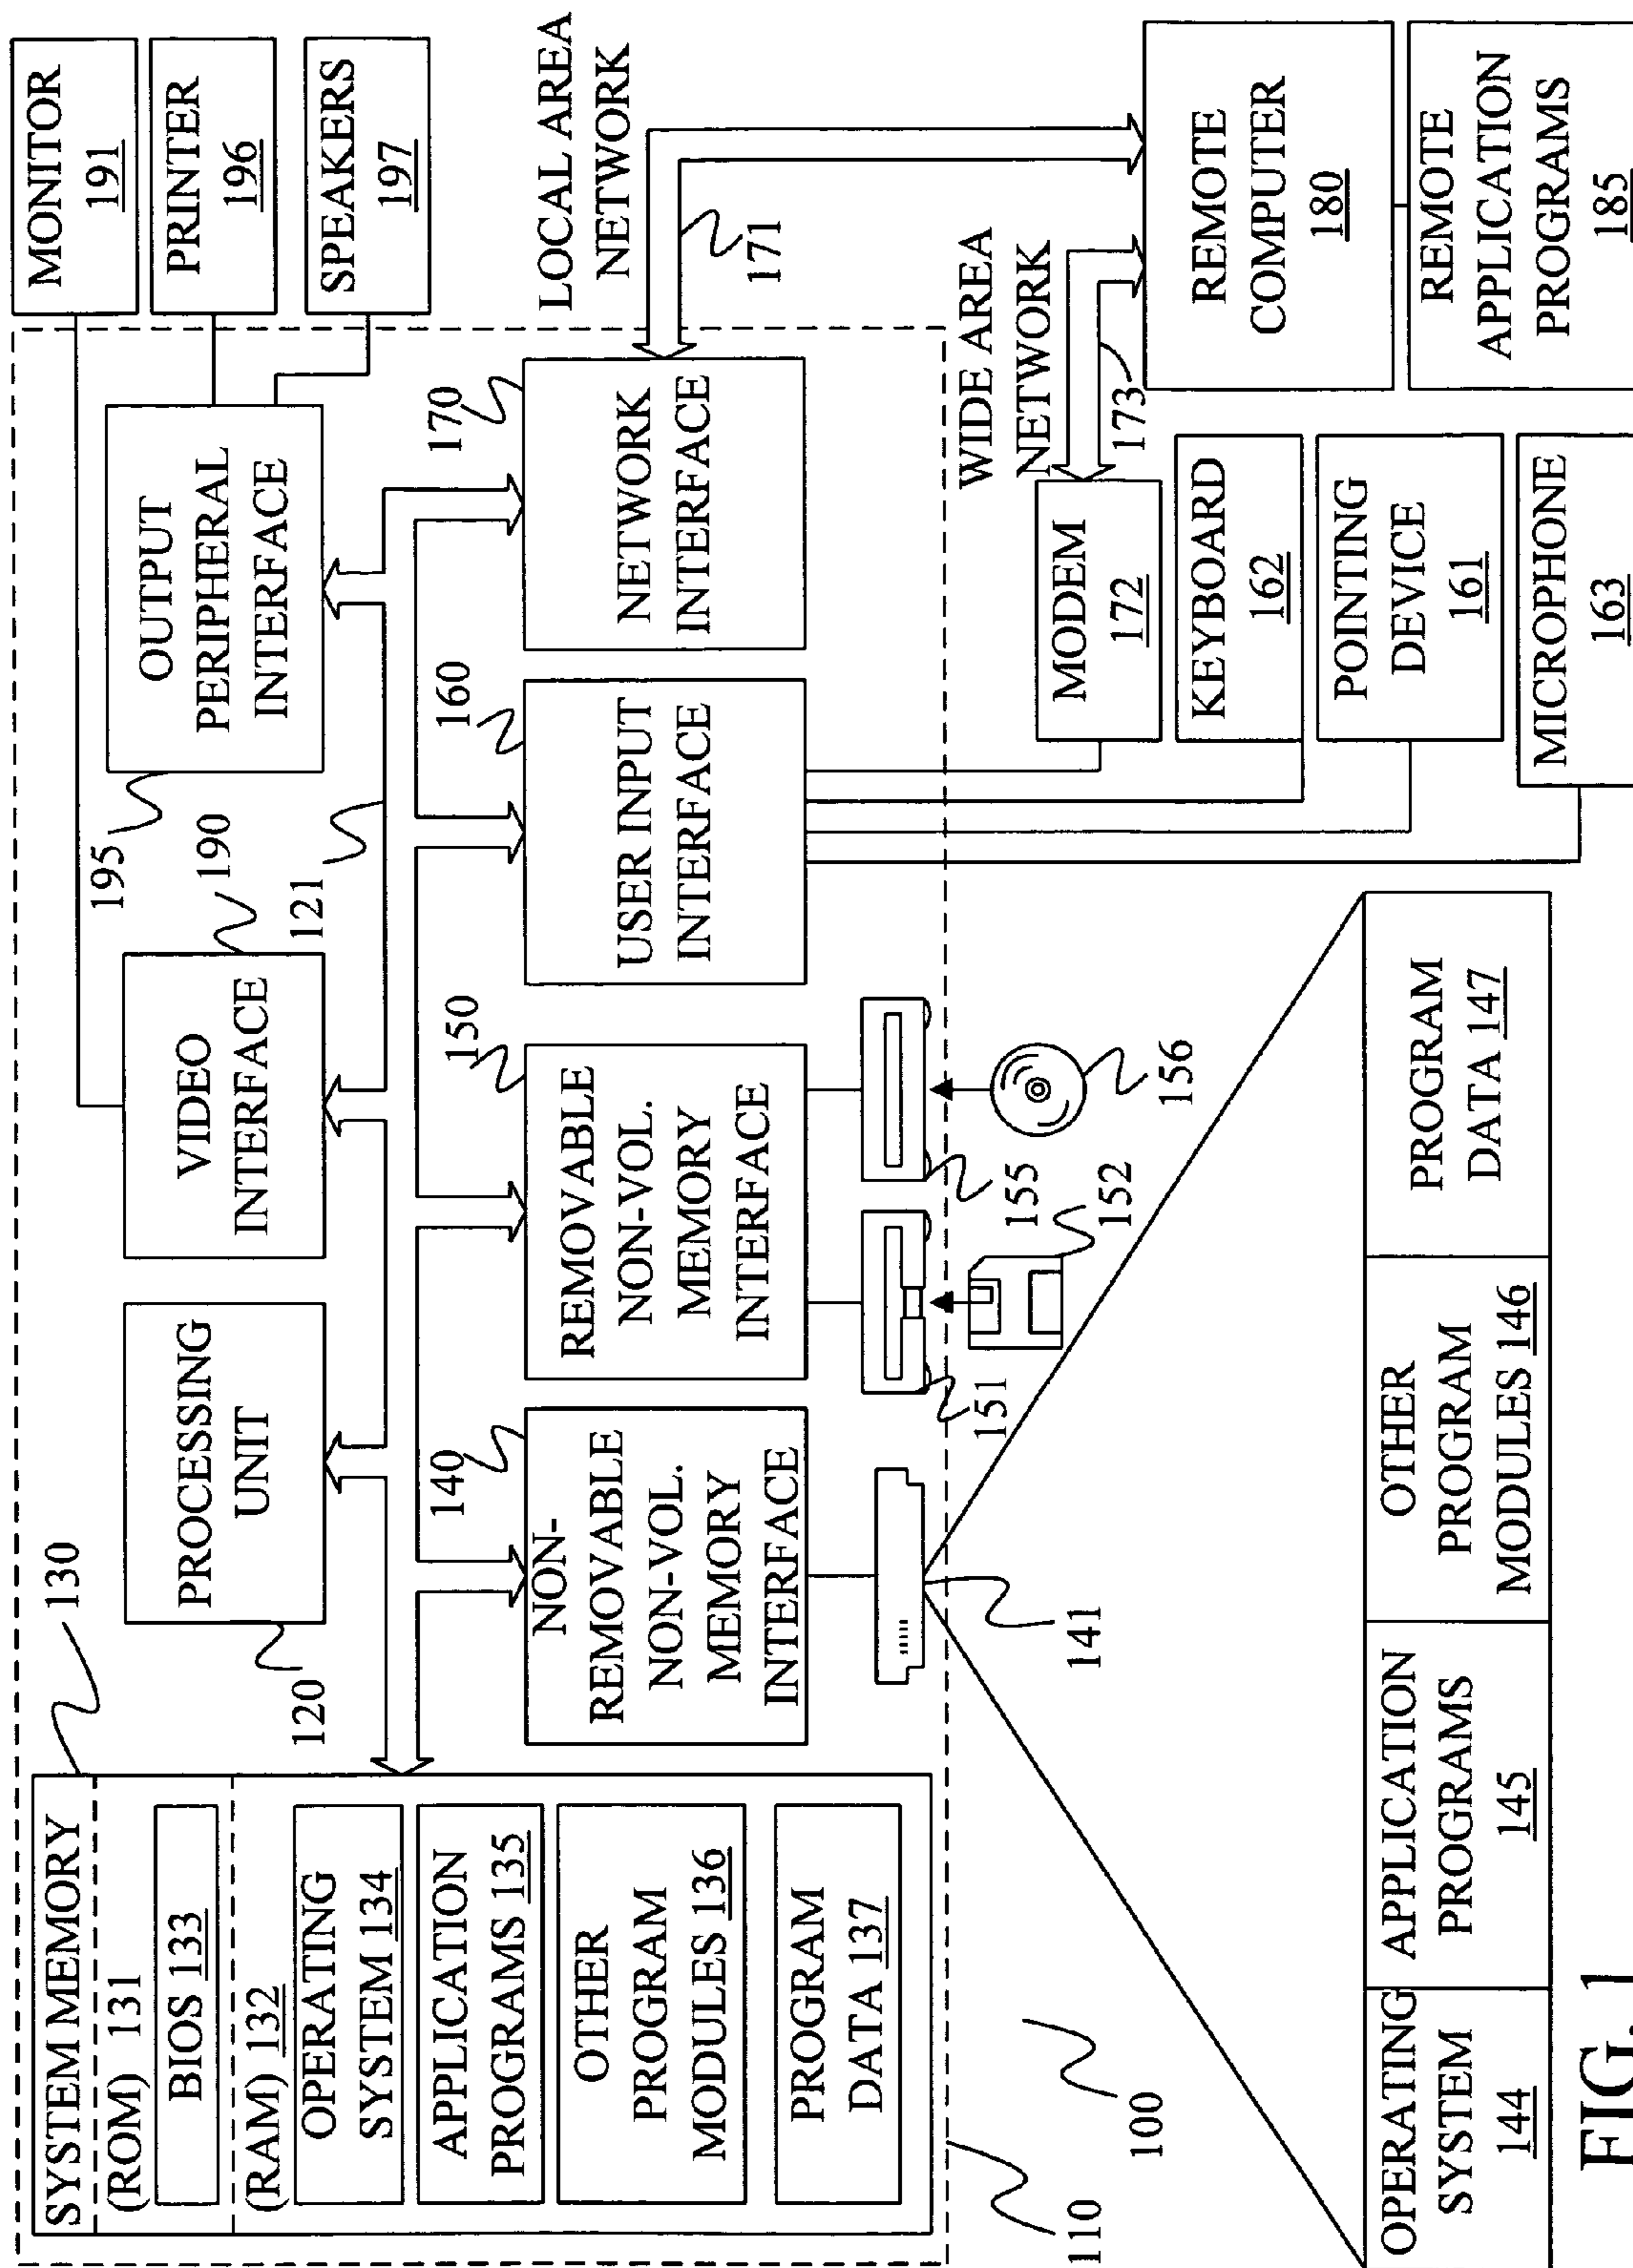 SYSTEM MEMORY
(ROM) 131
BIOS 133
(RAM) 132
OPERATING
SYSTEM 134
APPLICATION
PROGRAMS 135
OTHER
PROGRAM
MODULES 136
PROGRAM
DATA 137
130
120
PROCESSING
UNIT
VIDEO
INTERFACE
190
121
195
OUTPUT
PERIPHERAL
INTERFACE
MONITOR
191
PRINTER
196
SPEAKERS
197
140
NON-
REMOVABLE
NON-VOL.
MEMORY
INTERFACE
150
REMOVABLE
NON-VOL.
MEMORY
INTERFACE
160
USER INPUT
INTERFACE
170
NETWORK
INTERFACE
LOCAL AREA
NETWORK
171
141
151
152
155
156
WIDE AREA
NETWORK
173
MODEM
172
KEYBOARD
162
POINTING
DEVICE
161
MICROPHONE
163
REMOTE
COMPUTER
180
REMOTE
APPLICATION
PROGRAMS
185
110
100
OPERATING
SYSTEM
144
APPLICATION
PROGRAMS
145
OTHER
PROGRAM
MODULES 146
PROGRAM
DATA 147
FIG. 1